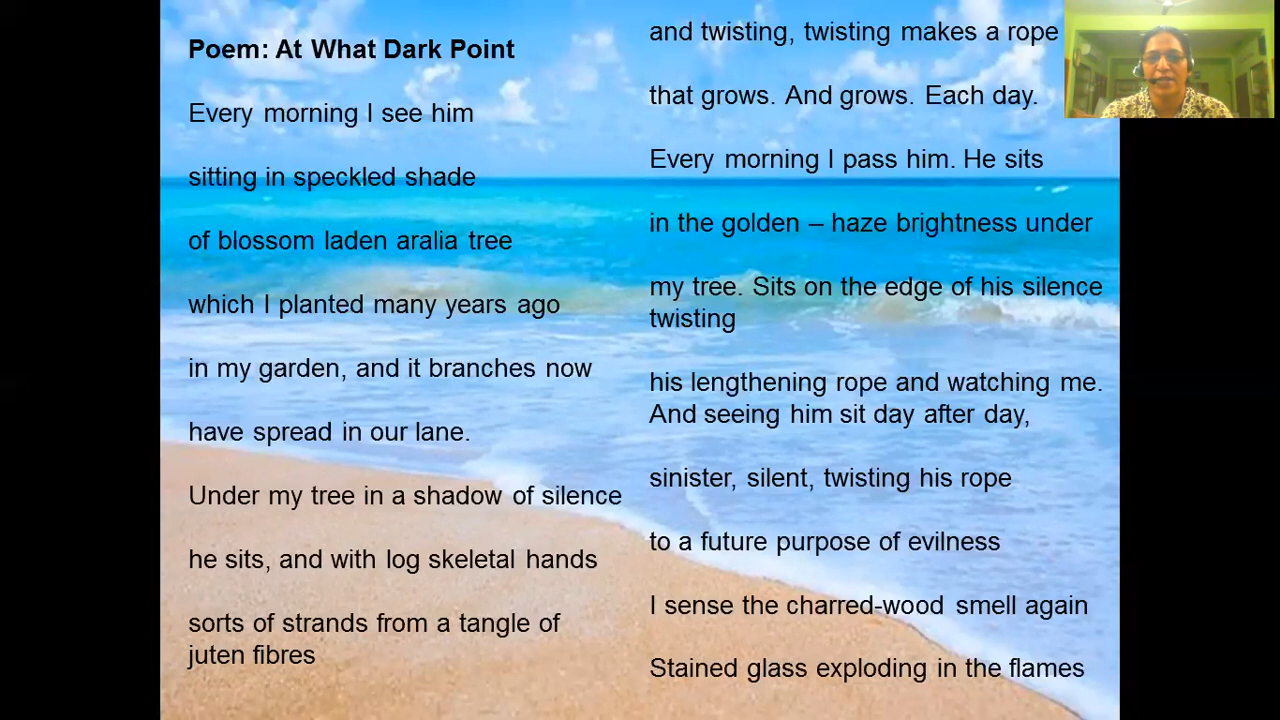 Poem: At What Dark Point
Every morning I see him
sitting in speckled shade
of blossom laden aralia tree
which I planted many years ago
in my garden, and it branches now
have spread in our lane.
Under my tree in a shadow of silence
he sits, and with log skeletal hands
sorts of strands from a tangle of
juten fibres
and twisting, twisting makes a rope
that grows. And grows. Each day.
Every morning I pass him. He sits
in the golden – haze brightness under
my tree. Sits on the edge of his silence
twisting
his lengthening rope and watching me.
And seeing him sit day after day,
sinister, silent, twisting his rope
to a future purpose of evilness
I sense the charred-wood smell again
Stained glass exploding in the flames